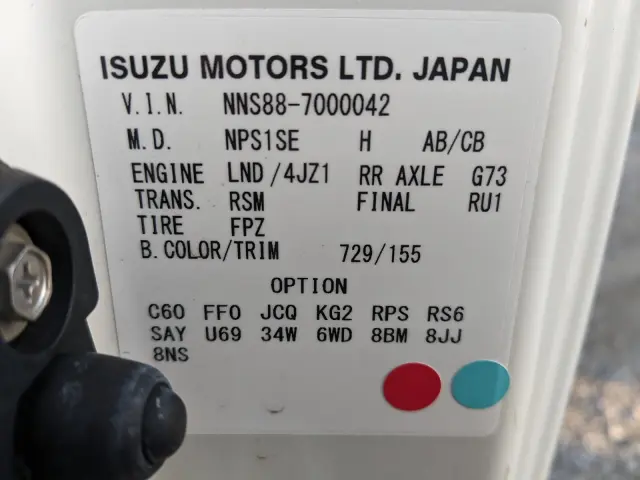 ISUZU MOTORS LTD. JAPAN
V.I.N. NNS88-7000042
M.D. NPS1SE H AB/CB
ENGINE LND/4JZ1 RR AXLE G73
TRANS. RSM FINAL RU1
TIRE FPZ
B.COLOR/TRIM 729/155
OPTION
C60 FF0 JCQ KG2 RPS RS6
SAY U69 34W 6WD 8BM 8JJ
8NS